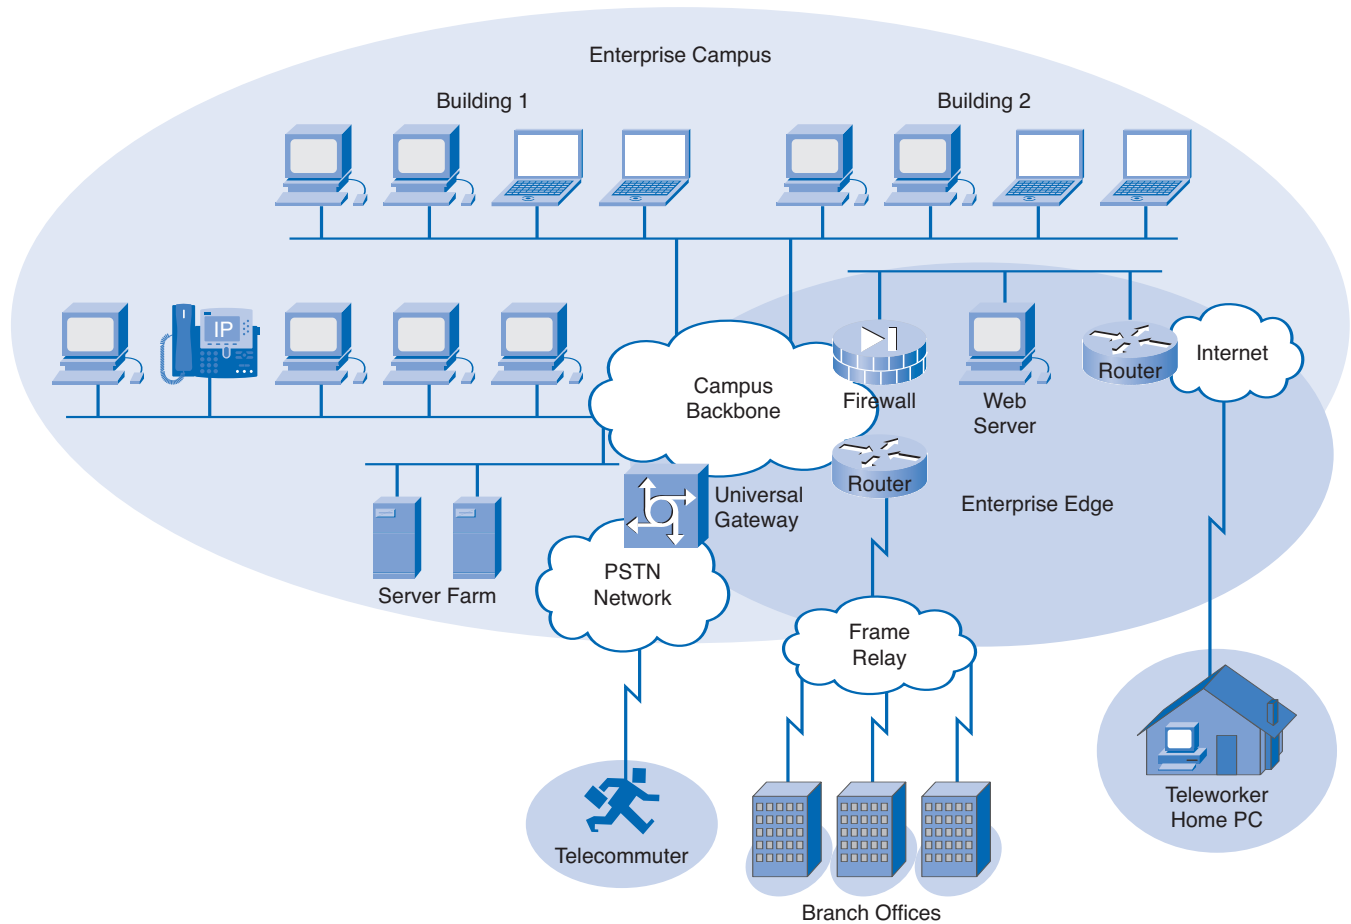 Enterprise Campus
Building 1
Building 2
IP
Campus
Backbone
Firewall
Web
Server
Router
Internet
Router
Universal
Gateway
Enterprise Edge
Server Farm
PSTN
Network
Frame
Relay
Telecommuter
Teleworker
Home PC
Branch Offices